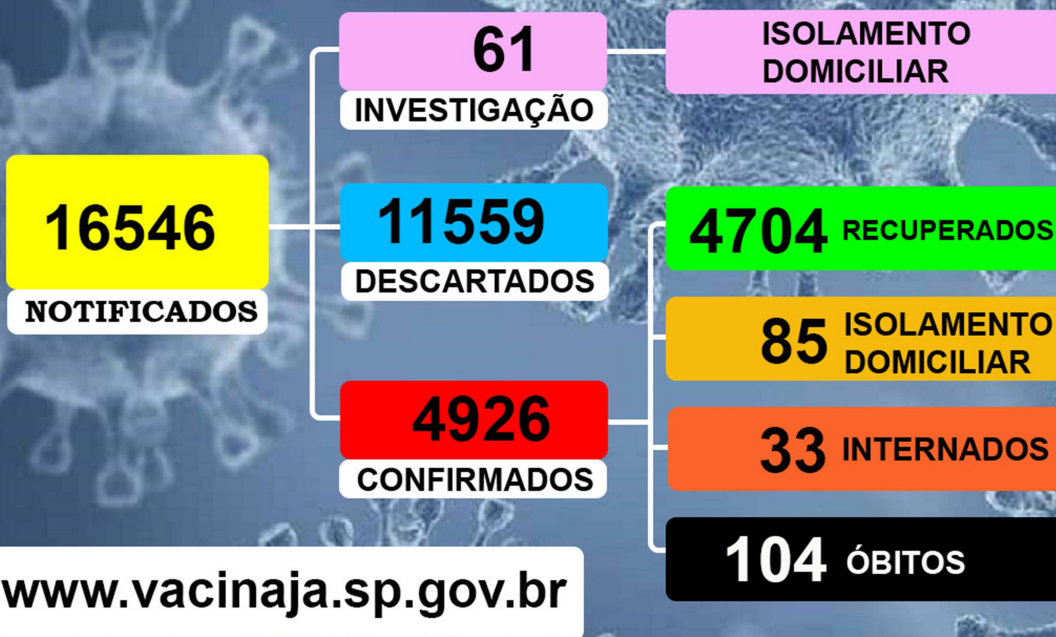 61
INVESTIGAÇÃO
ISOLAMENTO
DOMICILIAR
16546
NOTIFICADOS
11559
DESCARTADOS
4926
CONFIRMADOS
4704 RECUPERADOS
85 ISOLAMENTO
DOMICILIAR
33 INTERNADOS
104 ÓBITOS
www.vacinaja.sp.gov.br